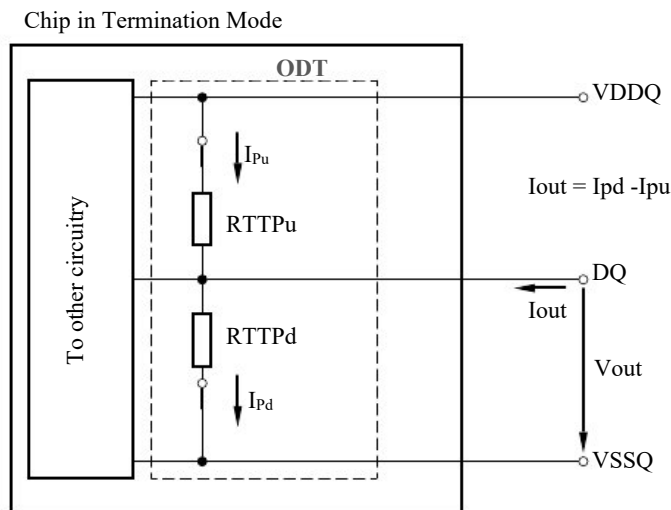 Chip in Termination Mode
ODT
VDDQ
IPu
Iout = Ipd -Ipu
RTTPu
To other circuitry
DQ
Iout
RTTPd
Vout
IPd
VSSQ